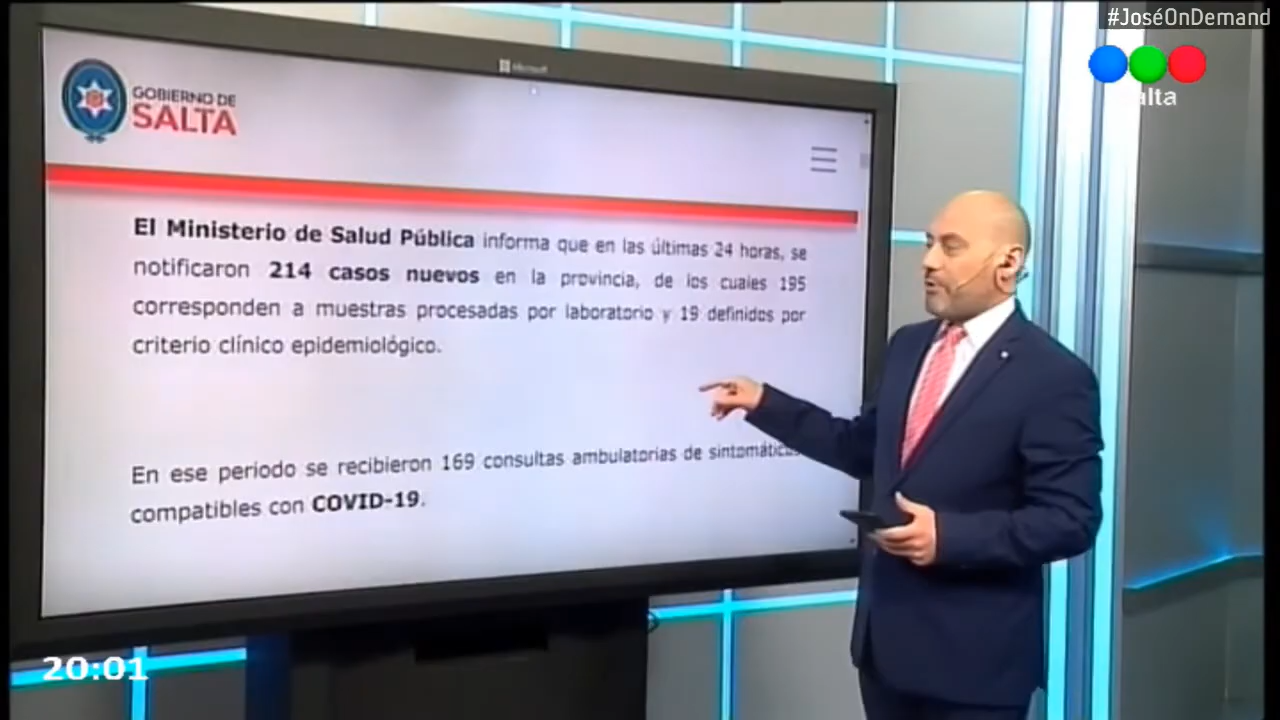 #JoséOnDemand
Microsoft
GOBIERNO DE
SALTA
El Ministerio de Salud Pública informa que en las últimas 24 horas, se
notificaron 214 casos nuevos en la provincia, de los cuales 195
corresponden a muestras procesadas por laboratorio y 19 definidos por
criterio clínico epidemiológico.
En ese periodo se recibieron 169 consultas ambulatorias de sintomáticos
compatibles con COVID-19.
20:01